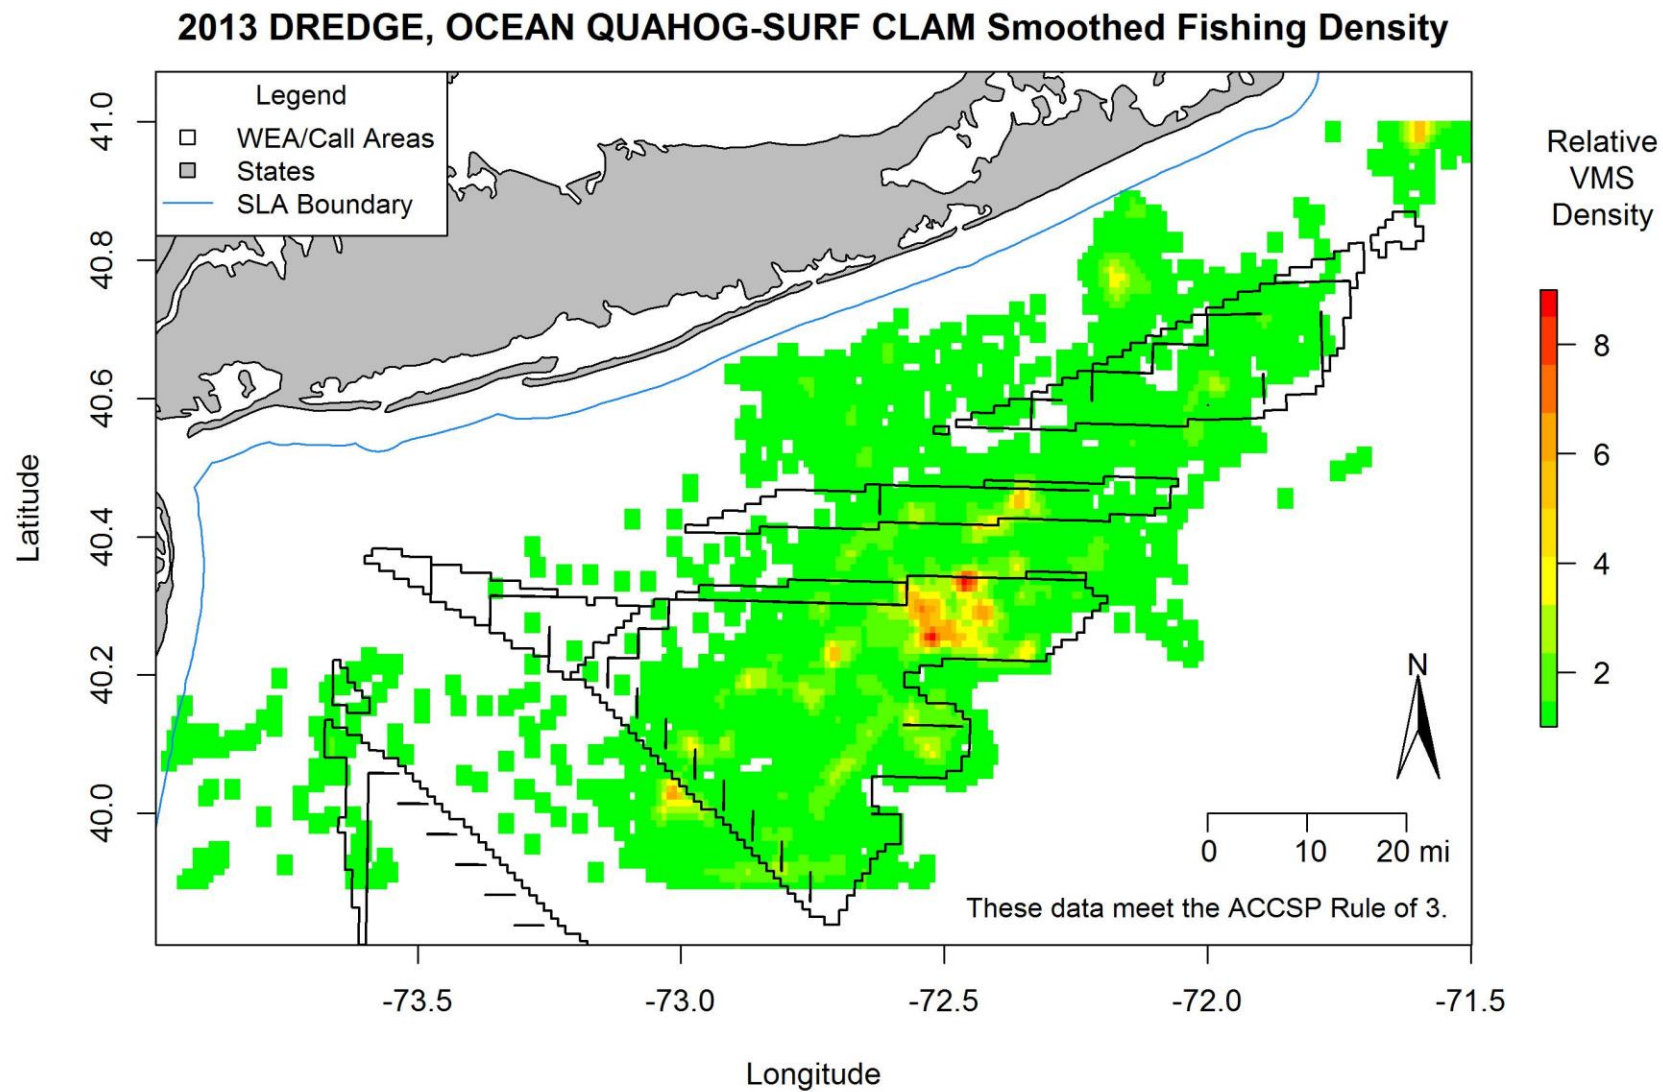 2013 DREDGE, OCEAN QUAHOG-SURF CLAM Smoothed Fishing Density
Legend
WEA/Call Areas
States
SLA Boundary
Latitude
41.0
40.8
40.6
40.4
40.2
40.0
Relative
VMS
Density
8
6
4
2
N
0 10 20 mi
These data meet the ACCSP Rule of 3.
-73.5 -73.0 -72.5 -72.0 -71.5
Longitude